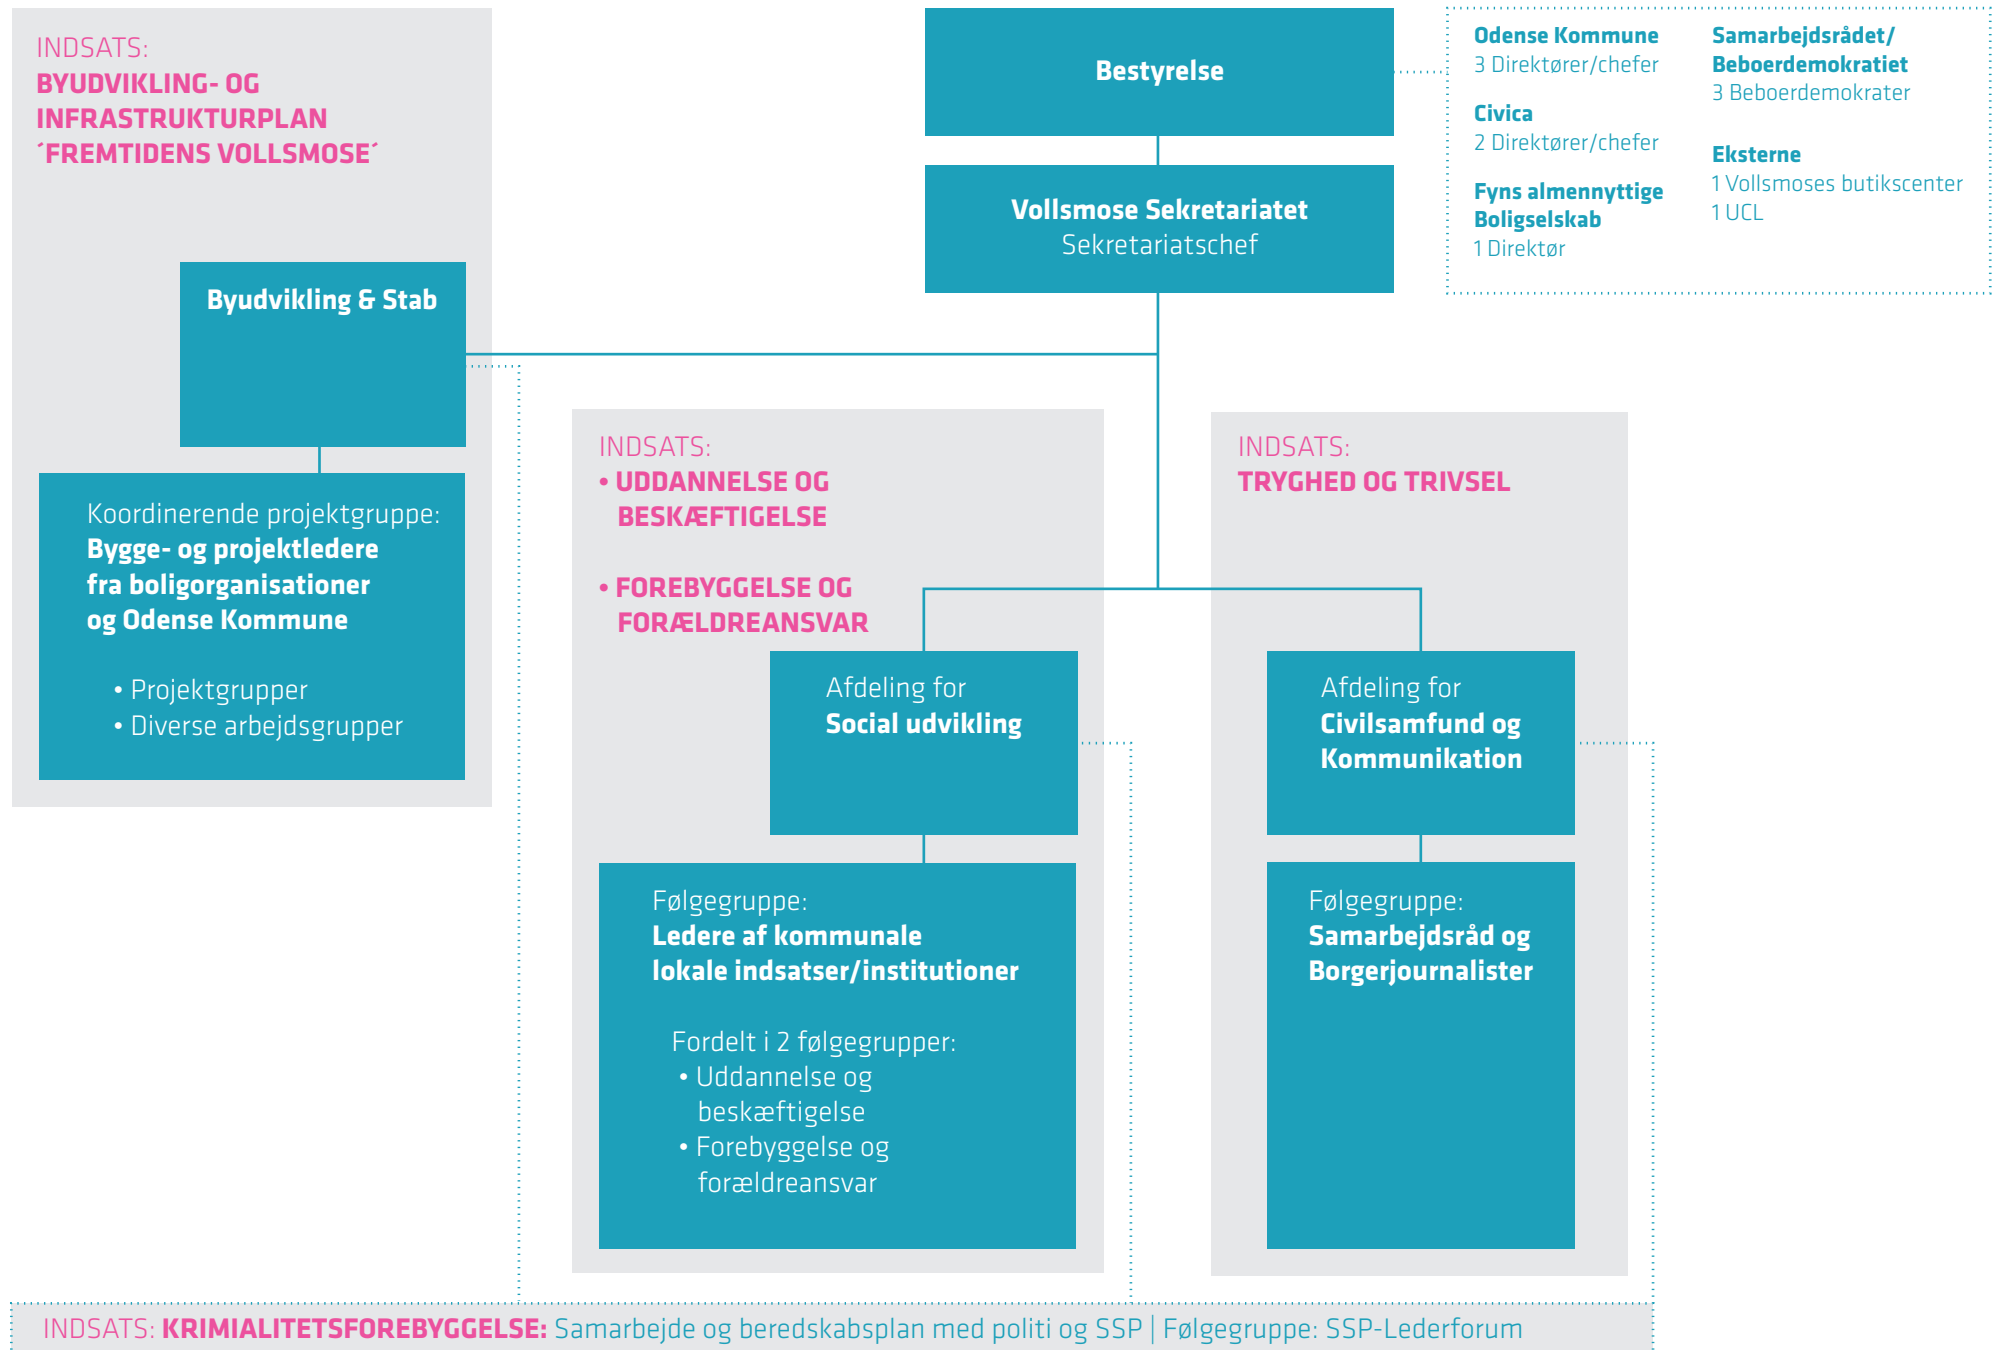 INDSATS:
BYUDVIKLING- OG
INFRASTRUKTURPLAN
´FREMTIDENS VOLLSMOSE´
Byudvikling & Stab
Koordinerende projektgruppe:
Bygge- og projektledere
fra boligorganisationer
og Odense Kommune
• Projektgrupper
• Diverse arbejdsgrupper
Bestyrelse
Vollsmose Sekretariatet
Sekretariatschef
Odense Kommune
3 Direktører/chefer
Civica
2 Direktører/chefer
Fyns almennyttige
Boligselskab
1 Direktør
Samarbejdsrådet/
Beboerdemokratiet
3 Beboerdemokrater
Eksterne
1 Vollsmoses butikscenter
1 UCL
INDSATS:
• UDDANNELSE OG
BESKÆFTIGELSE
• FOREBYGGELSE OG
FORÆLDREANSVAR
Afdeling for
Social udvikling
Følgegruppe:
Ledere af kommunale
lokale indsatser/institutioner
Fordelt i 2 følgegrupper:
• Uddannelse og
beskæftigelse
• Forebyggelse og
forældreansvar
INDSATS:
TRYGHED OG TRIVSEL
Afdeling for
Civilsamfund og
Kommunikation
Følgegruppe:
Samarbejdsråd og
Borgerjournalister
INDSATS: KRIMIALITETSFOREBYGGELSE: Samarbejde og beredskabsplan med politi og SSP | Følgegruppe: SSP-Lederforum